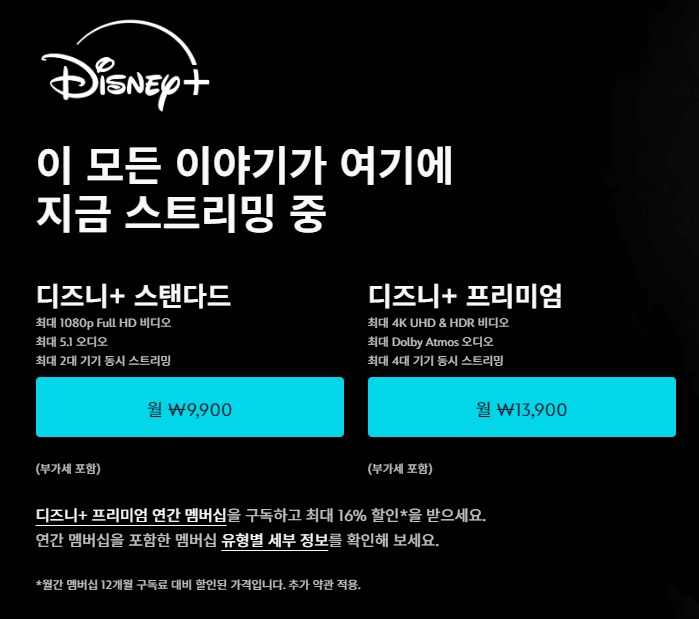 Disney+
이 모든 이야기가 여기에
지금 스트리밍 중
디즈니+ 스탠다드
최대 1080p Full HD 비디오
최대 5.1 오디오
최대 2대 기기 동시 스트리밍
월 ₩9,900
(부가세 포함)
디즈니+ 프리미엄
최대 4K UHD & HDR 비디오
최대 Dolby Atmos 오디오
최대 4대 기기 동시 스트리밍
월 ₩13,900
(부가세 포함)
디즈니+ 프리미엄 연간 멤버십을 구독하고 최대 16% 할인*을 받으세요.
연간 멤버십을 포함한 멤버십 유형별 세부 정보를 확인해 보세요.
*월간 멤버십 12개월 구독료 대비 할인된 가격입니다. 추가 약관 적용.